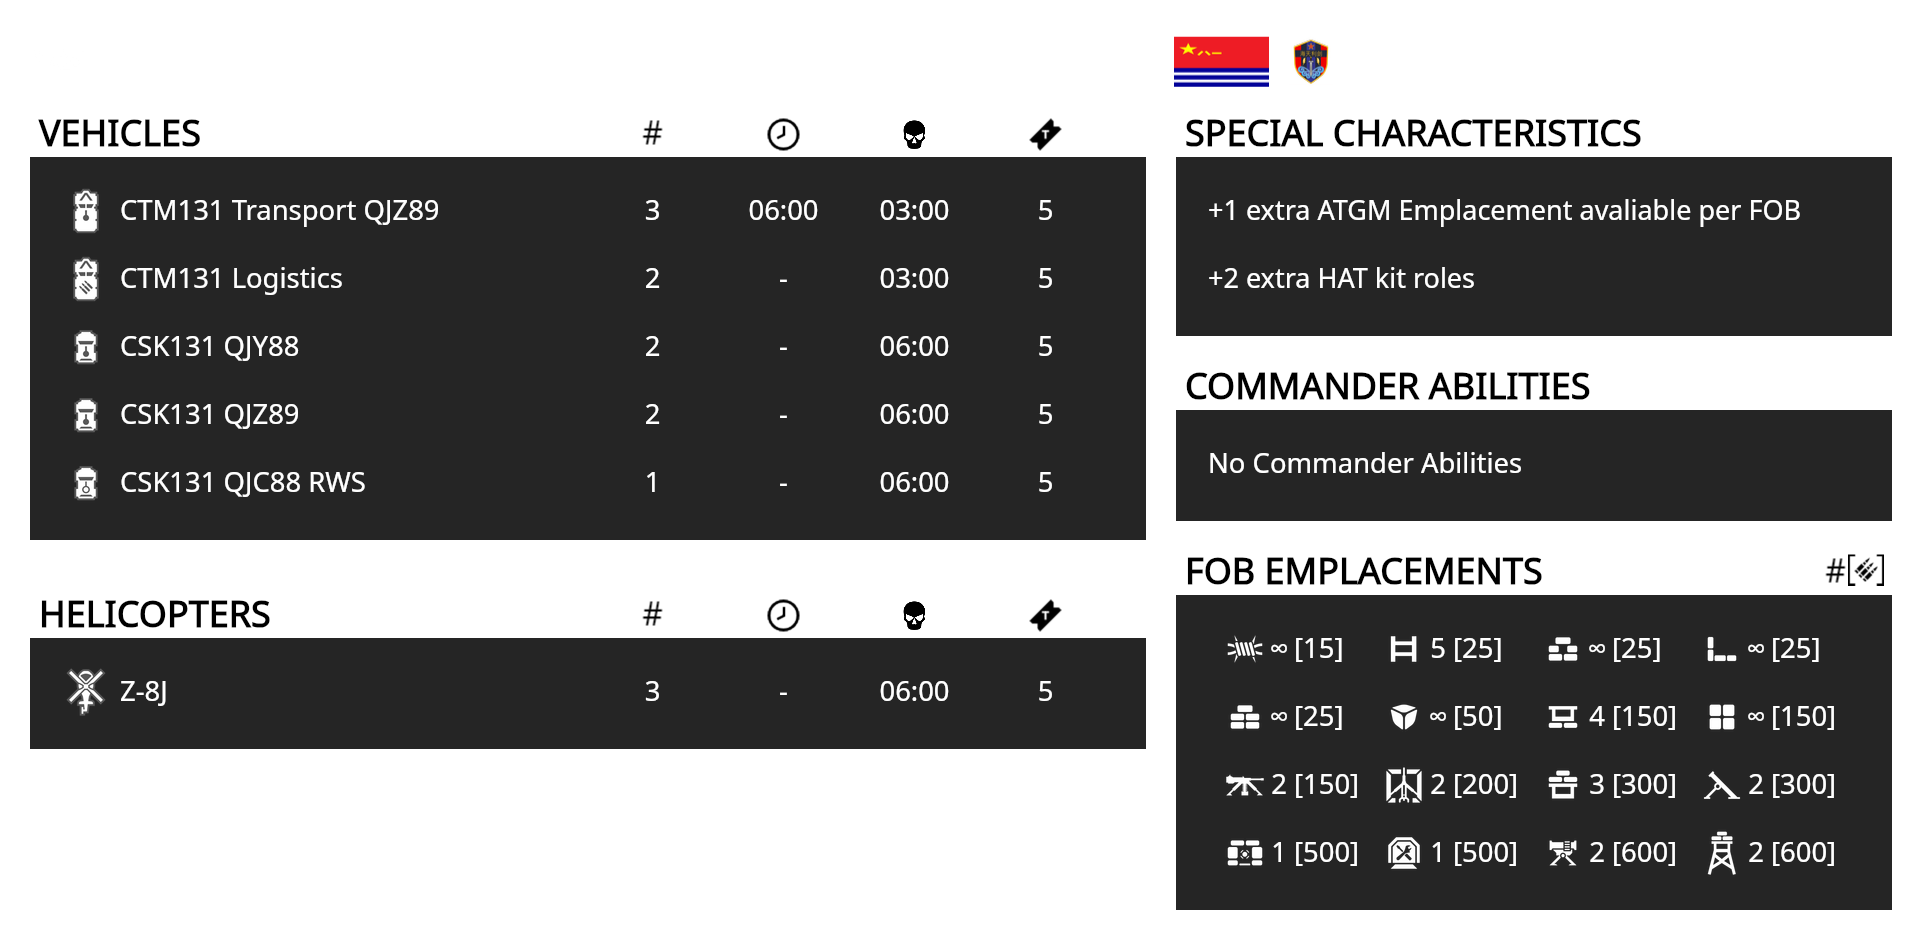 VEHICLES #
CTM131 Transport QJZ89 3 06:00 03:00 5
CTM131 Logistics 2 - 03:00 5
CSK131 QJY88 2 - 06:00 5
CSK131 QJZ89 2 - 06:00 5
CSK131 QJC88 RWS 1 - 06:00 5
HELICOPTERS #
Z-8J 3 - 06:00 5
SPECIAL CHARACTERISTICS
+1 extra ATGM Emplacement avaliable per FOB
+2 extra HAT kit roles
COMMANDER ABILITIES
No Commander Abilities
FOB EMPLACEMENTS #[]
∞ [15] 5 [25] ∞ [25] ∞ [25]
∞ [25] ∞ [50] 4 [150] ∞ [150]
2 [150] 2 [200] 3 [300] 2 [300]
1 [500] 1 [500] 2 [600] 2 [600]